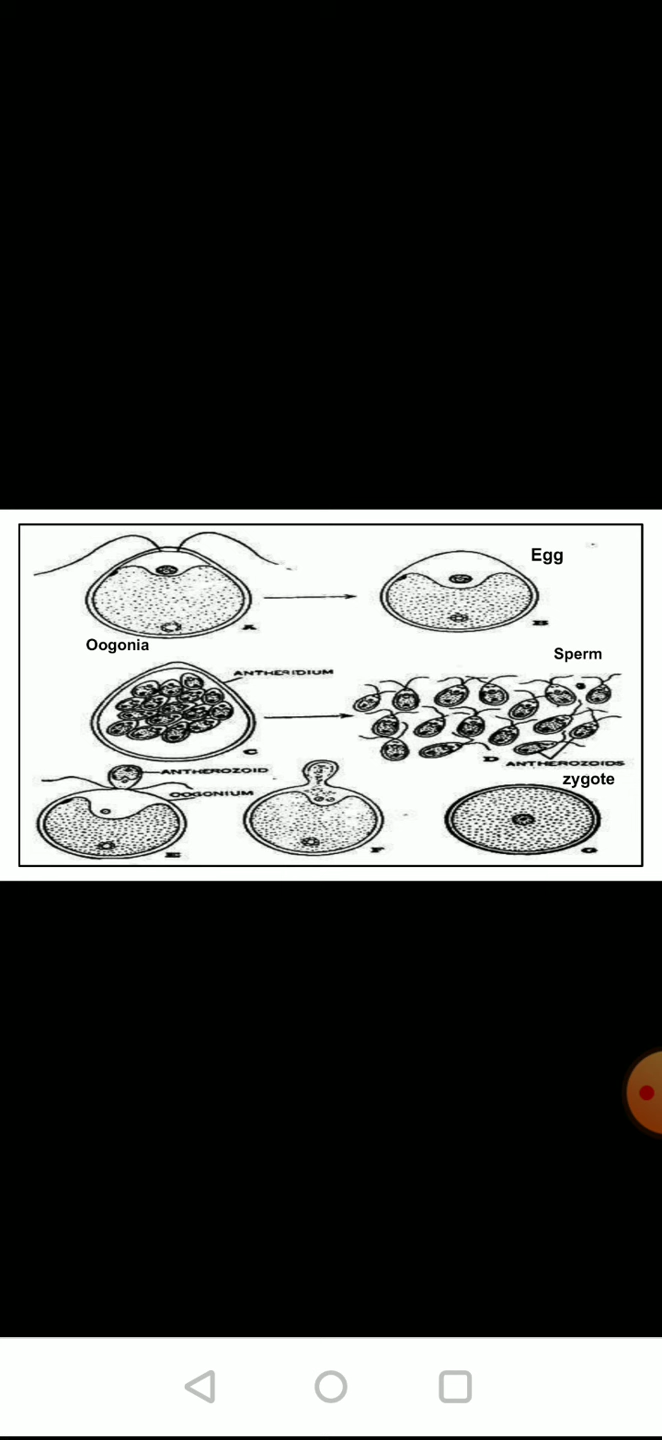 Egg
A
B
Oogonia
Sperm
ANTHERIDIUM
C
D
ANTHEROZOIDS
ANTHEROZOID
zygote
OOGONIUM
E
F
G